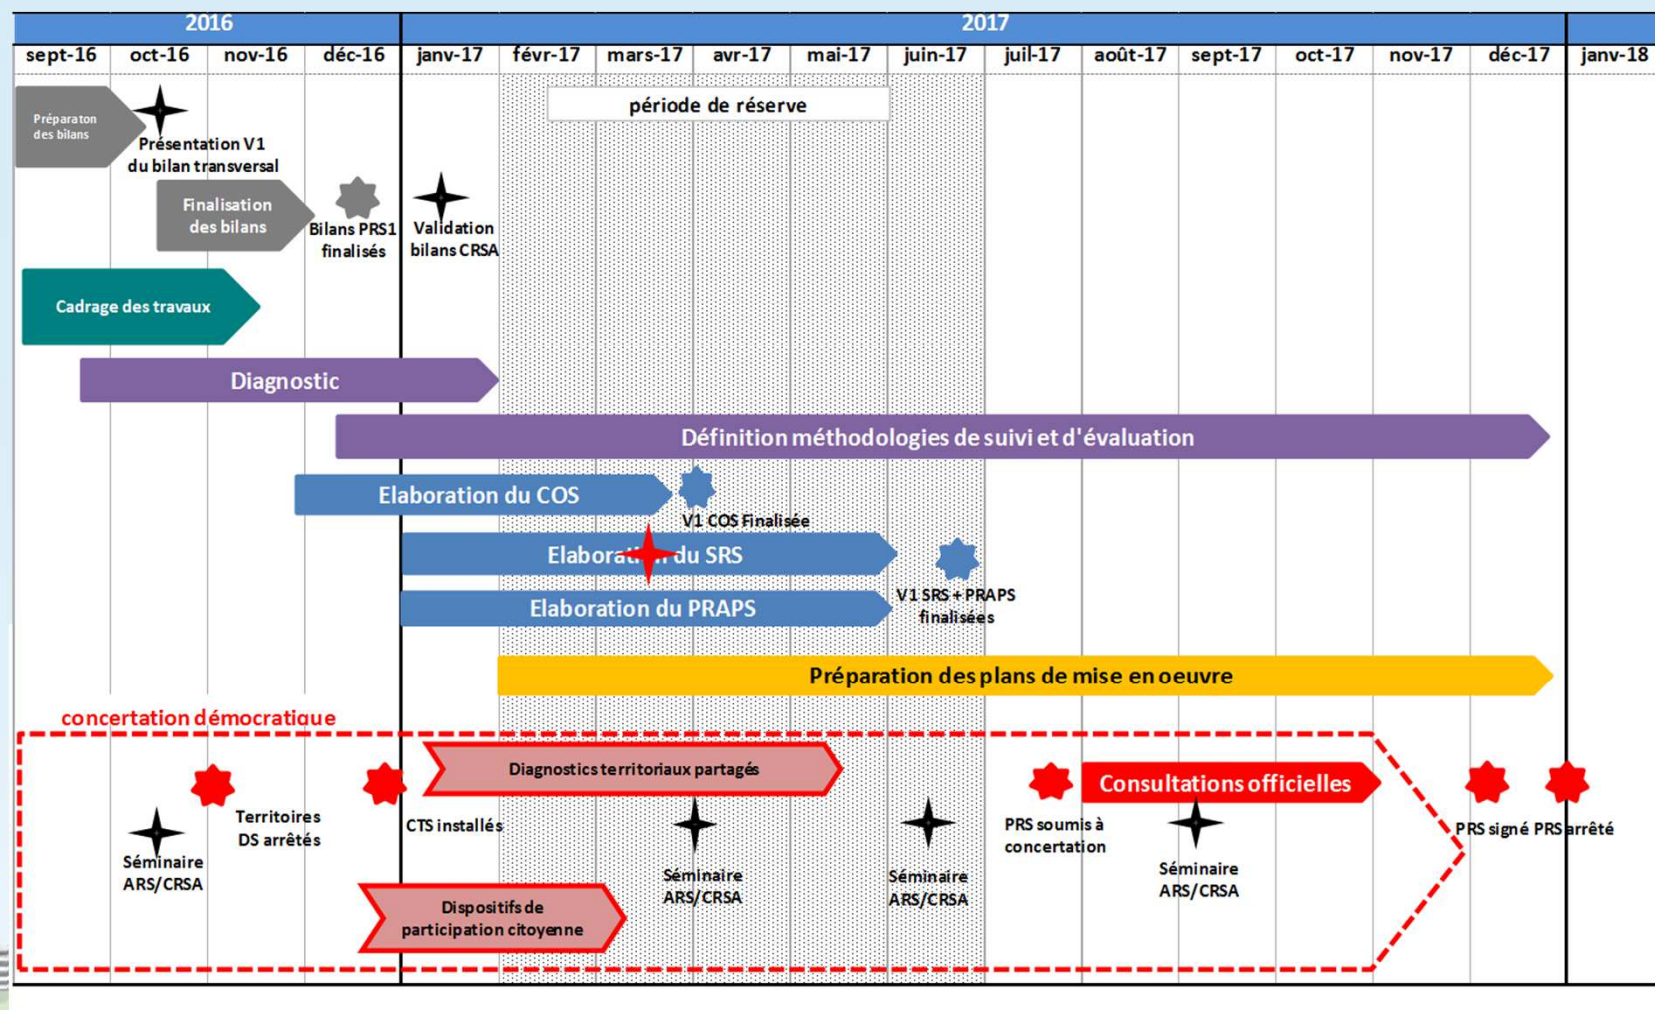 2016
2017
sept-16 oct-16 nov-16 déc-16 janv-17 févr-17 mars-17 avr-17 mai-17 juin-17 juil-17 août-17 sept-17 oct-17 nov-17 déc-17 janv-18
période de réserve
Préparaton
des bilans
Présentation V1
du bilan transversal
Finalisation
des bilans
Bilans PRS1
finalisés
Validation
bilans CRSA
Cadrage des travaux
Diagnostic
Définition méthodologies de suivi et d'évaluation
Elaboration du COS
V1 COS Finalisée
Elaboration du SRS
Elaboration du PRAPS
V1 SRS + PRAPS
finalisées
Préparation des plans de mise en oeuvre
concertation démocratique
Diagnostics territoriaux partagés
Consultations officielles
Territoires
DS arrêtés
CTS installés
PRS soumis à
concertation
PRS signé
PRS arrêté
Séminaire
ARS/CRSA
Séminaire
ARS/CRSA
Séminaire
ARS/CRSA
Séminaire
ARS/CRSA
Dispositifs de
participation citoyenne